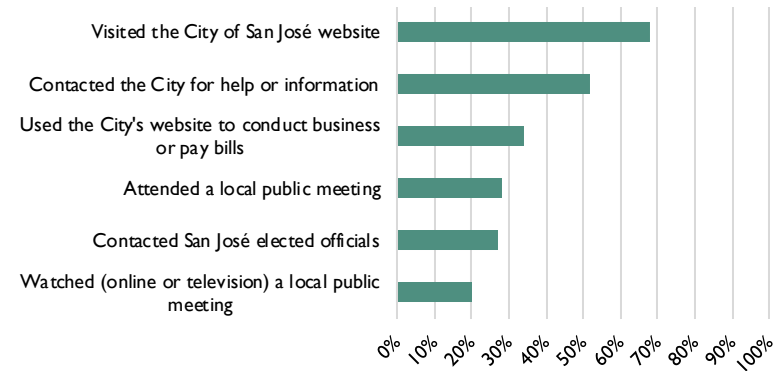 Visited the City of San José website
Contacted the City for help or information
Used the City's website to conduct business
or pay bills
Attended a local public meeting
Contacted San José elected officials
Watched (online or television) a local public
meeting
0% 10% 20% 30% 40% 50% 60% 70% 80% 90% 100%